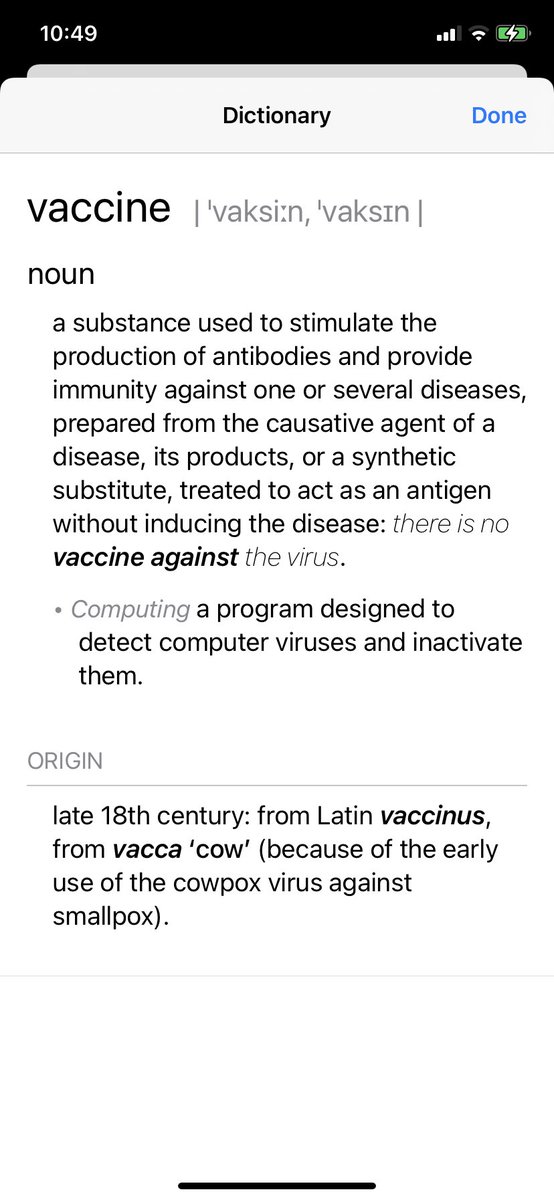 10:49
Dictionary
Done
vaccine | ˈvaksiːn, ˈvaksɪn |
noun
a substance used to stimulate the
production of antibodies and provide
immunity against one or several diseases,
prepared from the causative agent of a
disease, its products, or a synthetic
substitute, treated to act as an antigen
without inducing the disease: there is no
vaccine against the virus.
• Computing a program designed to
detect computer viruses and inactivate
them.
ORIGIN
late 18th century: from Latin vaccinus,
from vacca ‘cow’ (because of the early
use of the cowpox virus against
smallpox).